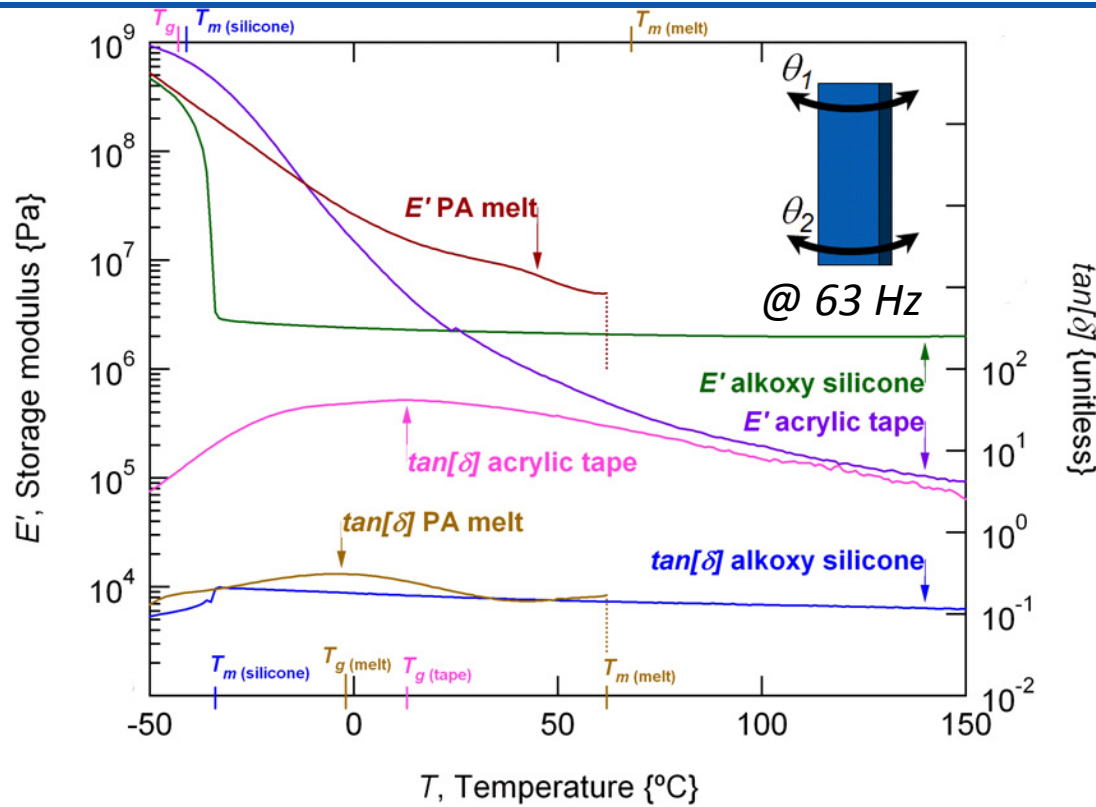 T_g T_m (silicone) T_m (melt)
10^9
10^8
10^7
10^6
10^5
10^4
E', Storage modulus {Pa}
θ_1
θ_2
@ 63 Hz
E' PA melt
E' alkoxy silicone
E' acrylic tape
tan[δ] acrylic tape
tan[δ] PA melt
tan[δ] alkoxy silicone
10^2
10^1
10^0
10^-1
10^-2
tan[δ] {unitless}
T_m (silicone) T_g (melt) T_g (tape) T_m (melt)
-50 0 50 100 150
T, Temperature {ºC}